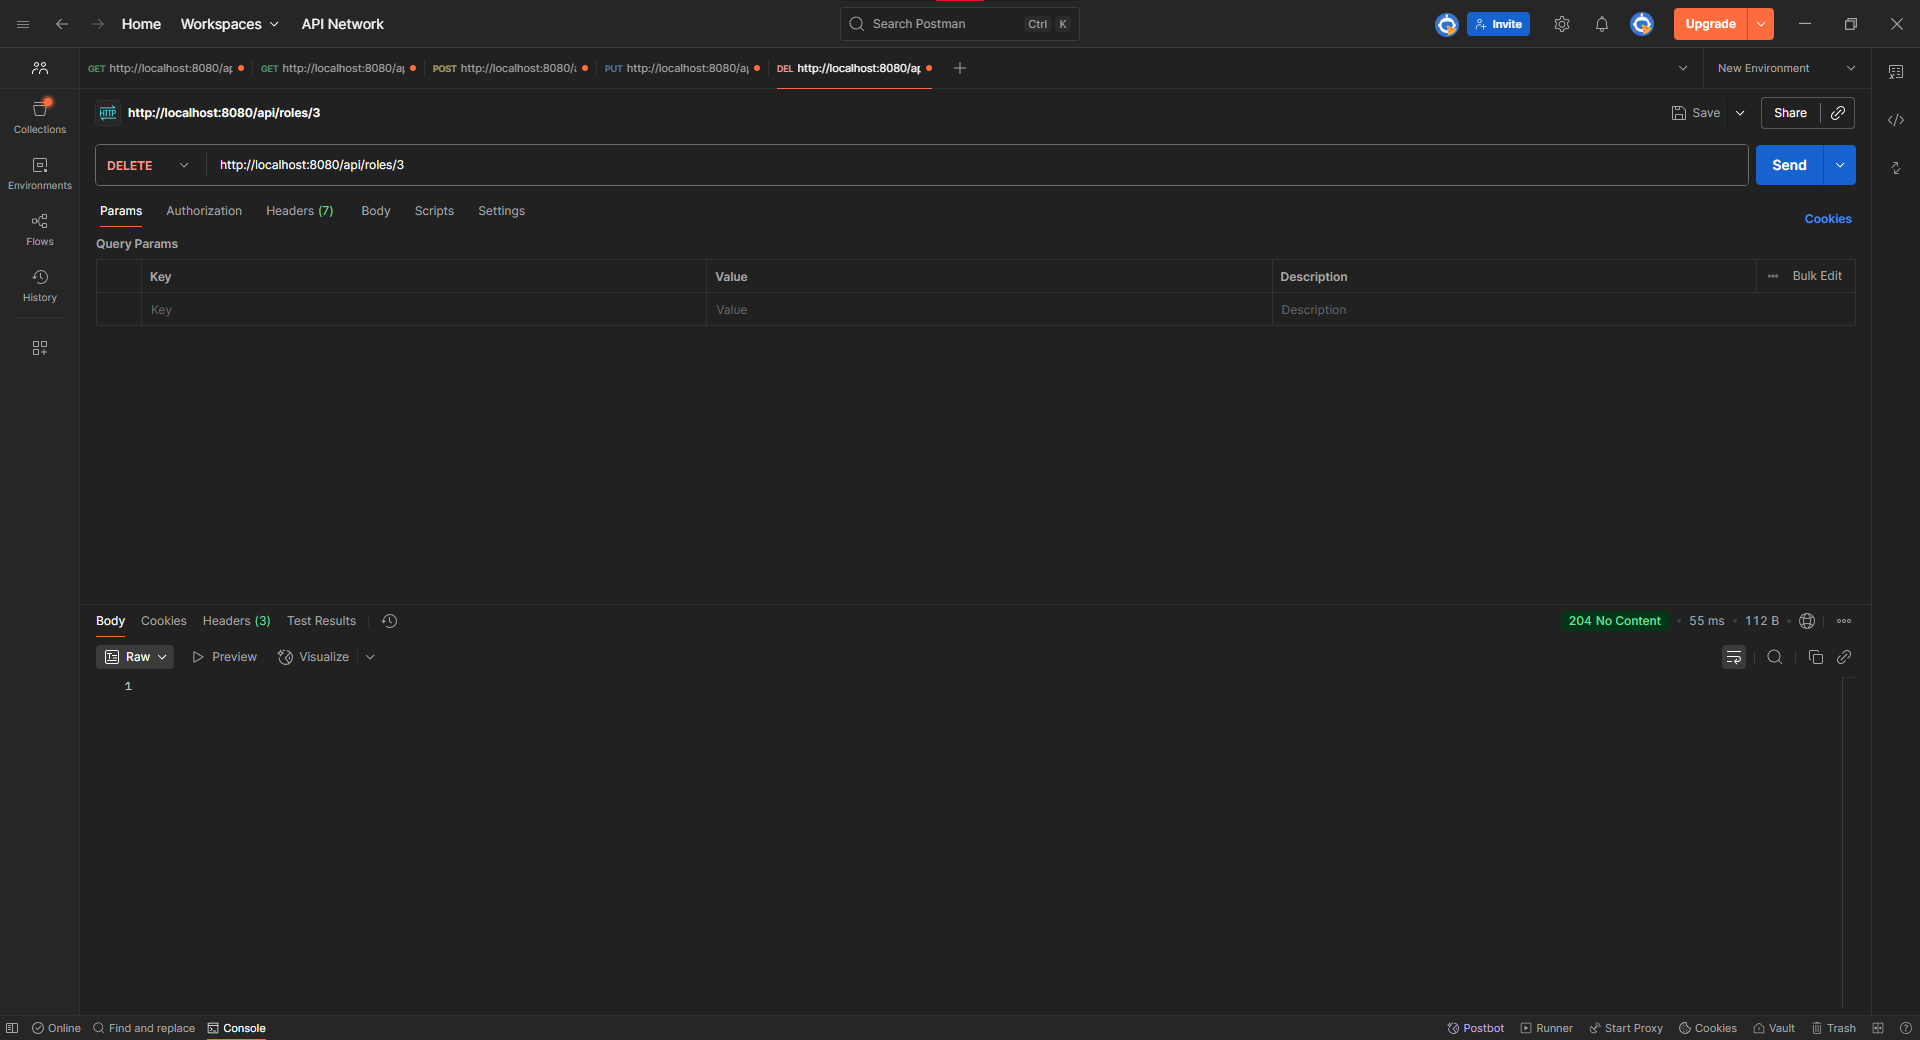 Home Workspaces API Network Search Postman Ctrl K Invite Upgrade
GET http://localhost:8080/ap GET http://localhost:8080/ap POST http://localhost:8080/a PUT http://localhost:8080/ap DEL http://localhost:8080/ap New Environment
HTTP http://localhost:8080/api/roles/3 Save Share
Collections
DELETE http://localhost:8080/api/roles/3 Send
Environments
Params Authorization Headers (7) Body Scripts Settings Cookies
Flows
Query Params
Key Value Description Bulk Edit
History
Key Value Description
Body Cookies Headers (3) Test Results 204 No Content 55 ms 112 B
Raw Preview Visualize
1
Online Find and replace Console Postbot Runner Start Proxy Cookies Vault Trash